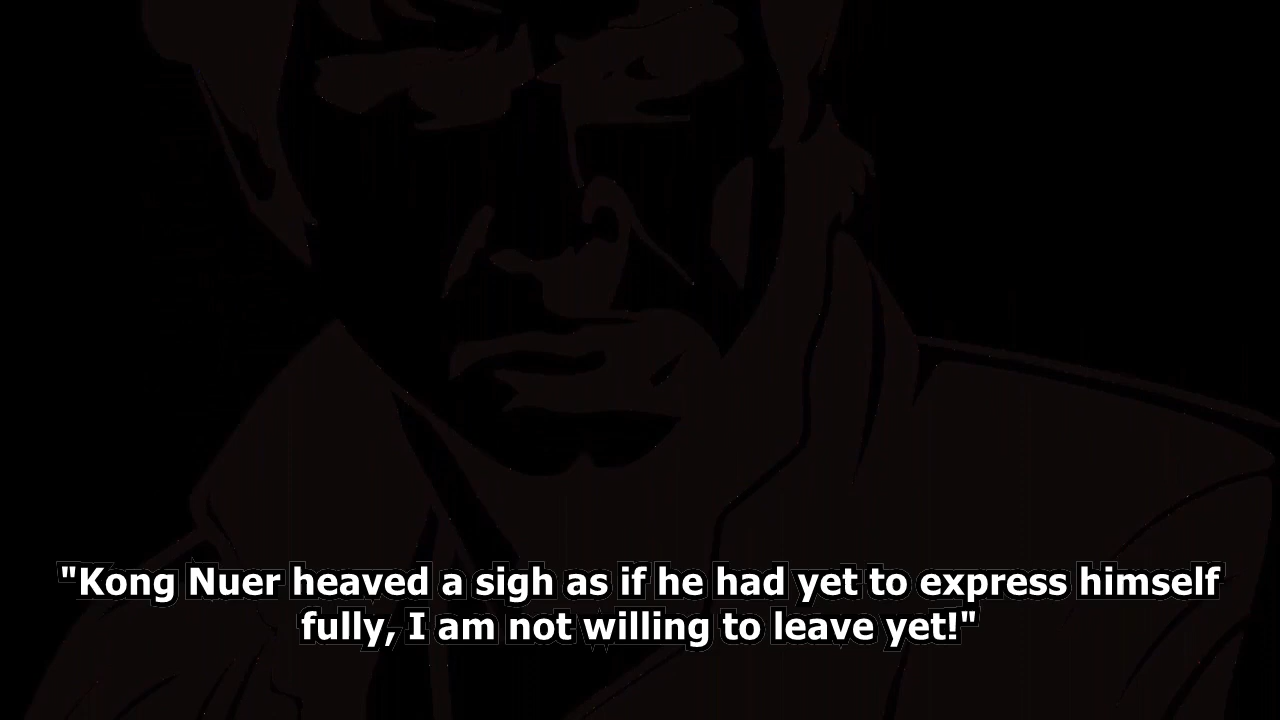 "Kong Nuer heaved a sigh as if he had yet to express himself
fully, I am not willing to leave yet!"